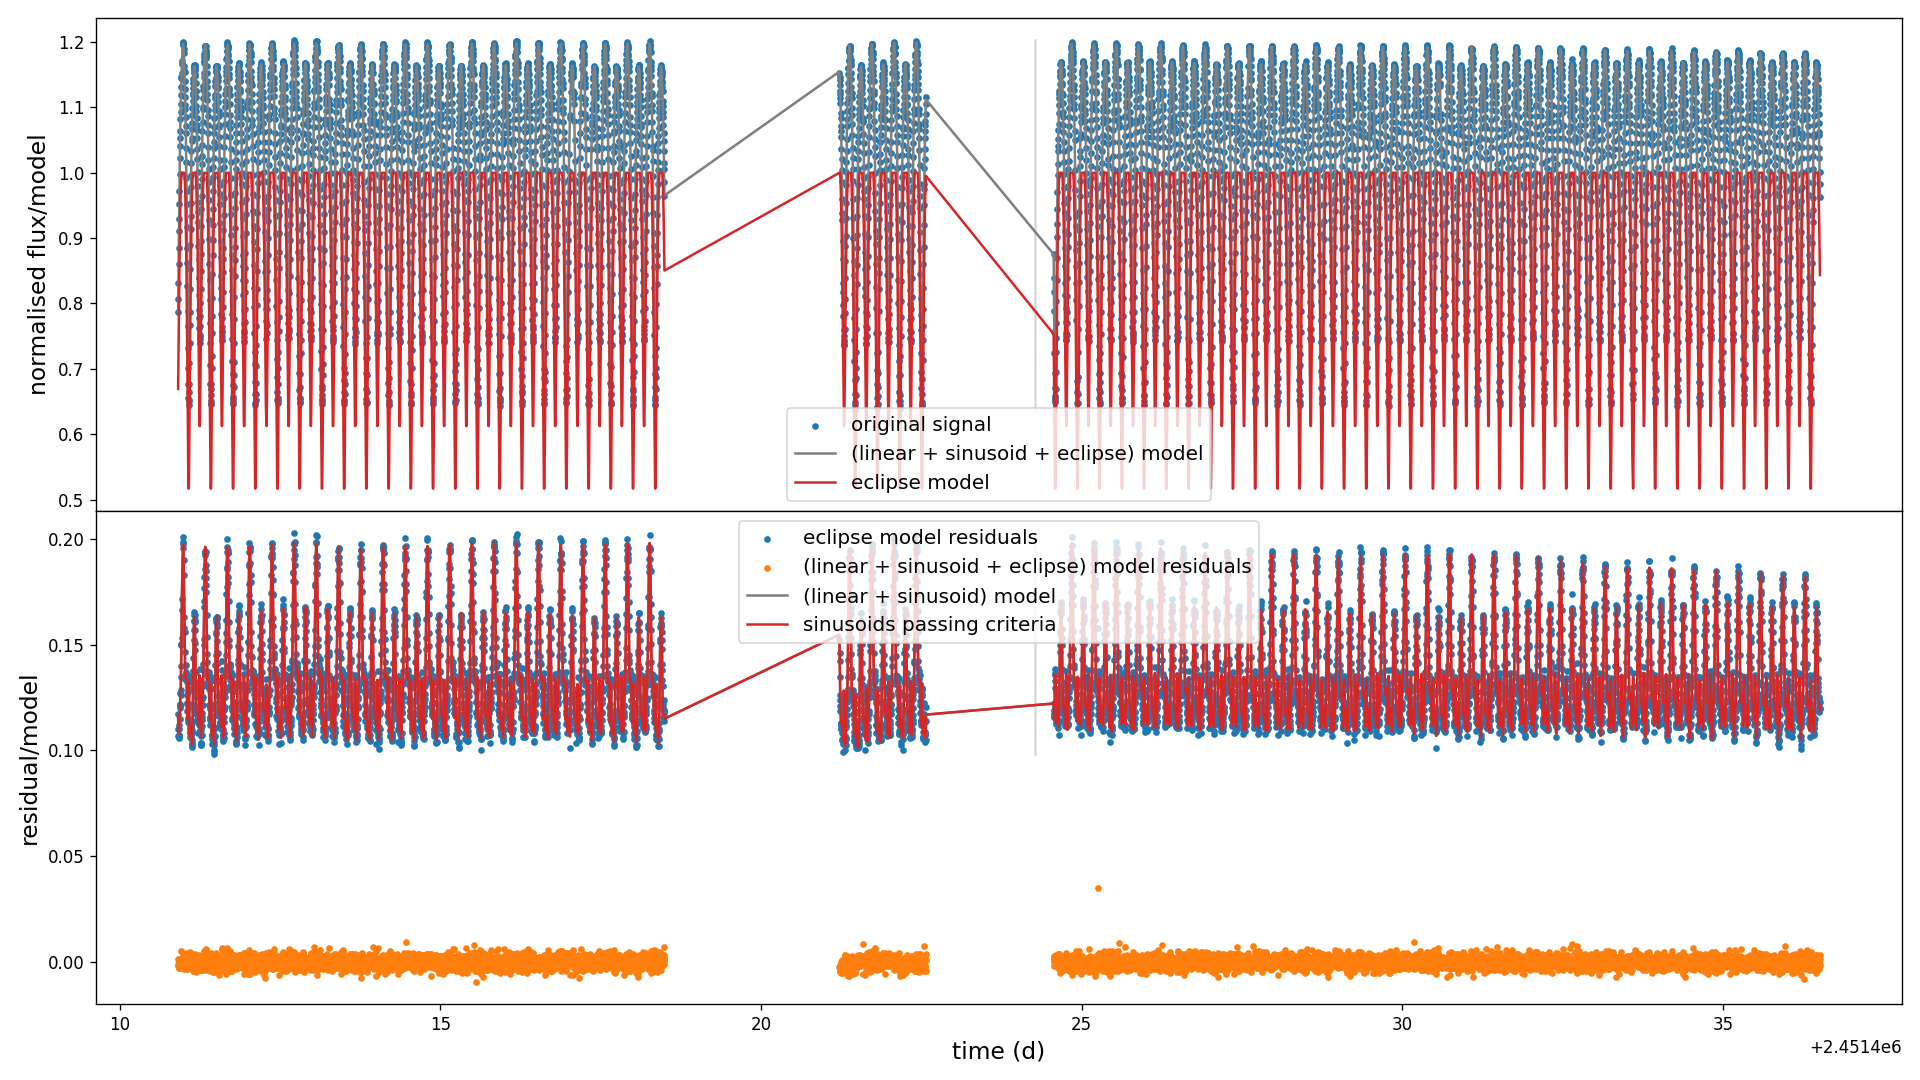 1.2
1.1
1.0
0.9
0.8
0.7
0.6
0.5
normalised flux/model
original signal
(linear + sinusoid + eclipse) model
eclipse model
0.20
0.15
0.10
0.05
0.00
residual/model
eclipse model residuals
(linear + sinusoid + eclipse) model residuals
(linear + sinusoid) model
sinusoids passing criteria
10
15
20
25
30
35
time (d)
+2.4514e6